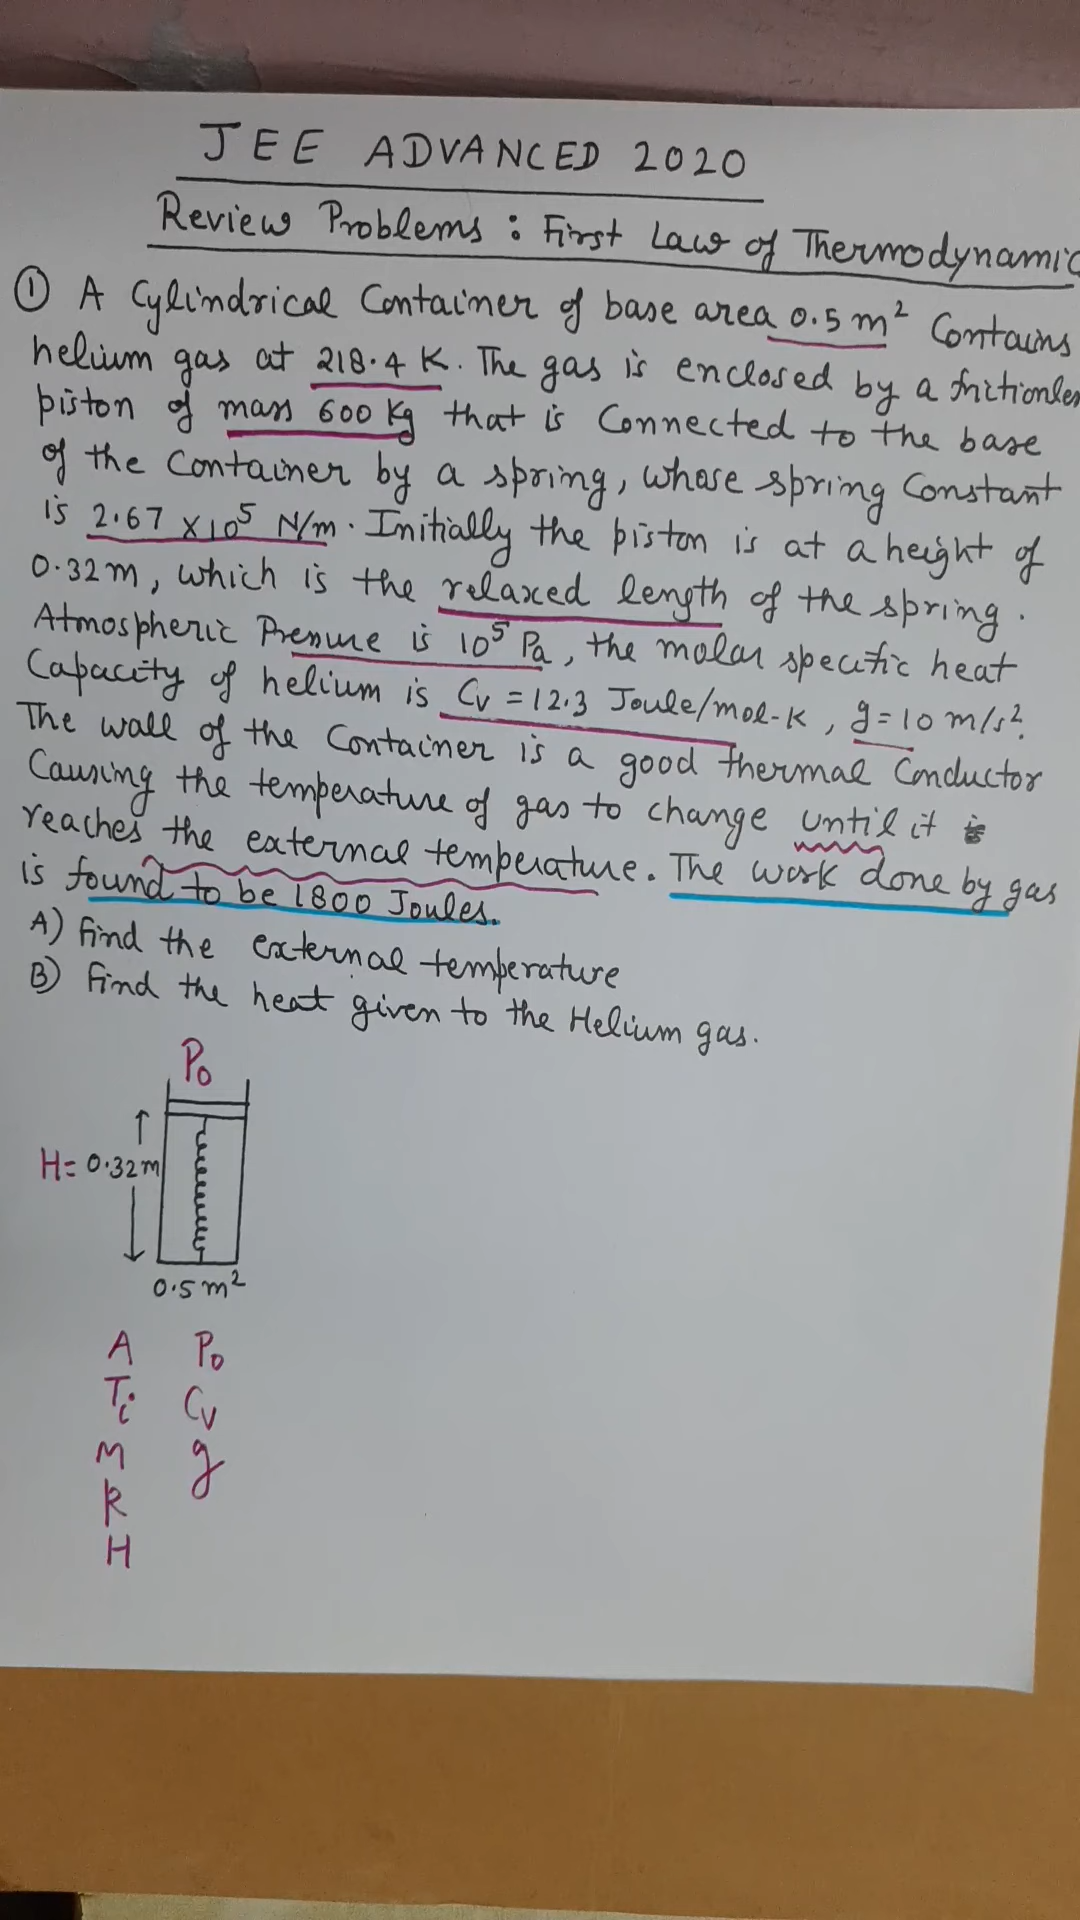 JEE ADVANCED 2020
Review Problems: First Law of Thermodynamic
① A Cylindrical Container of base area 0.5 m² Contains
helium gas at 218.4 K. The gas is enclosed by a frictionles
piston of mass 600 Kg that is Connected to the base
of the Container by a spring, whose spring Constant
is 2.67 x10⁵ N/m. Initially the piston is at a height of
0.32m, which is the relaxed length of the spring.
Atmospheric Pressure is 10⁵ Pa, the molar specific heat
Capacity of helium is Cv = 12.3 Joule/mol-K, g=10 m/s².
The wall of the Container is a good thermal Conductor
Causing the temperature of gas to change until it is
reaches the external temperature. The work done by gas
is found to be 1800 Joules.
A) find the external temperature
B) find the heat given to the Helium gas.
P₀
H= 0.32m
0.5 m²
A P₀
Ti Cv
M g
k
H